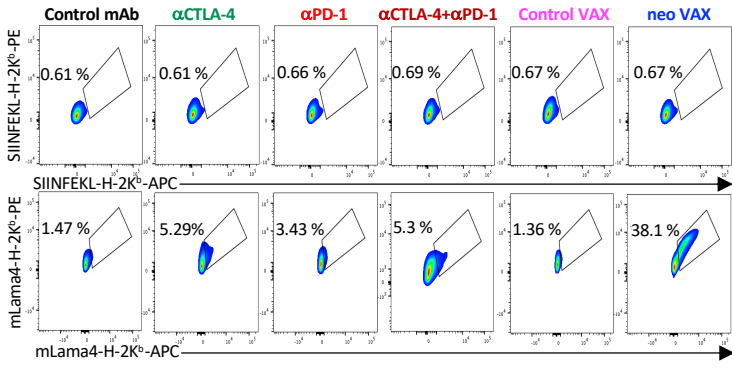 Control mAb αCTLA-4 αPD-1 αCTLA-4+αPD-1 Control VAX neo VAX
SIINFEKL-H-2Kᵇ-PE
0.61 % 0.61 % 0.66 % 0.69 % 0.67 % 0.67 %
SIINFEKL-H-2Kᵇ-APC
mLama4-H-2Kᵇ-PE
1.47 % 5.29% 3.43 % 5.3 % 1.36 % 38.1 %
mLama4-H-2Kᵇ-APC